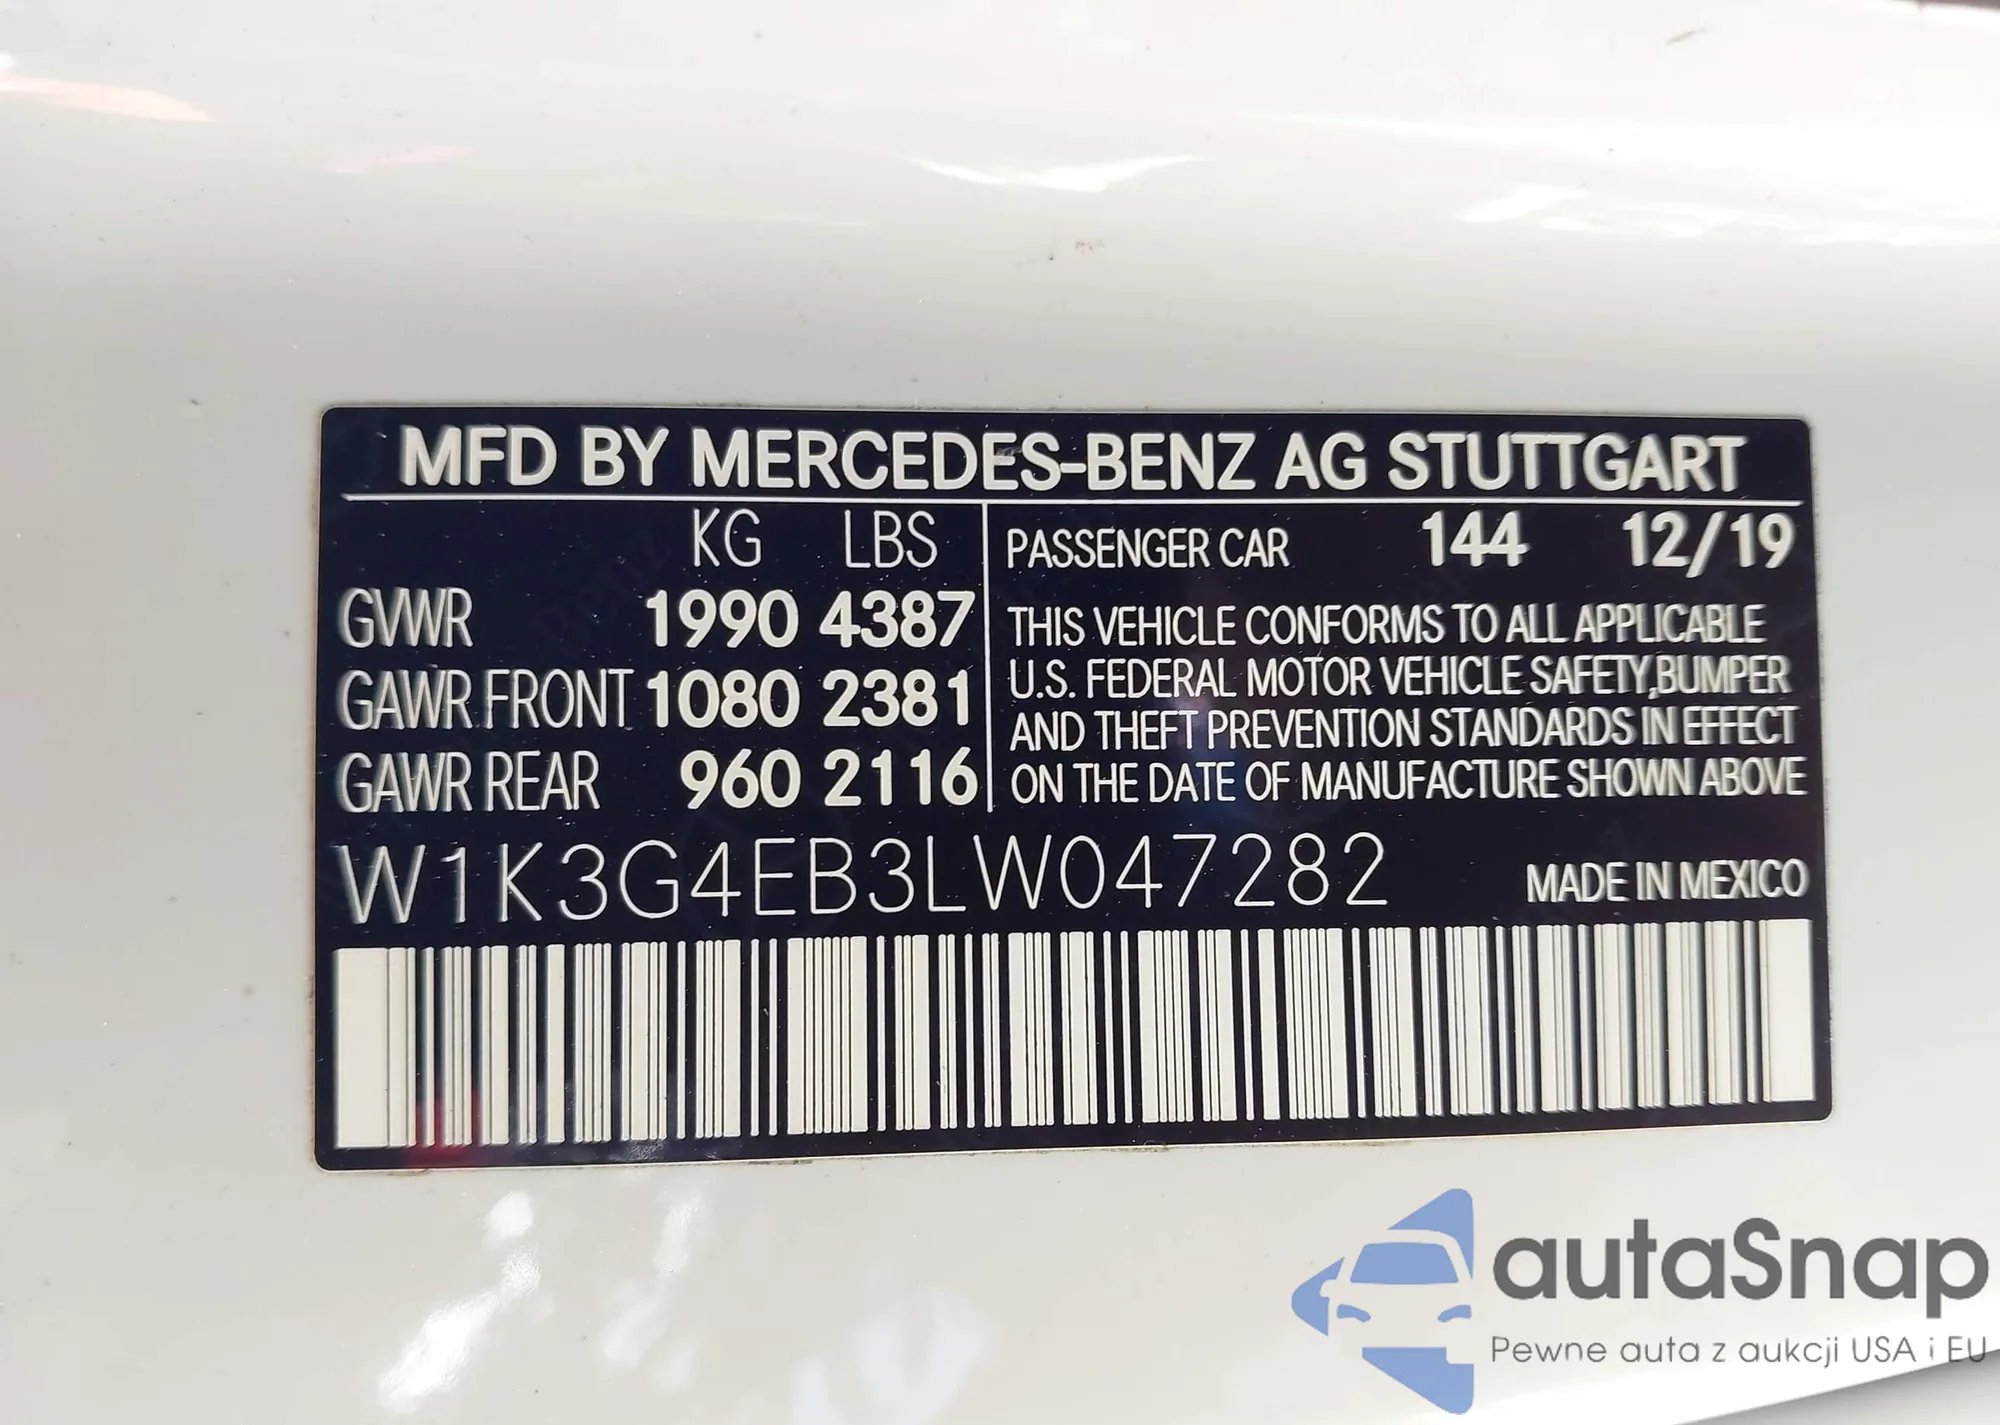 MFD BY MERCEDES-BENZ AG STUTTGART
KG LBS
GVWR 1990 4387
GAWR FRONT 1080 2381
GAWR REAR 960 2116
PASSENGER CAR 144 12/19
THIS VEHICLE CONFORMS TO ALL APPLICABLE
U.S. FEDERAL MOTOR VEHICLE SAFETY,BUMPER
AND THEFT PREVENTION STANDARDS IN EFFECT
ON THE DATE OF MANUFACTURE SHOWN ABOVE
W1K3G4EB3LW047282
MADE IN MEXICO
autaSnap
Pewne auta z aukcji USA i EU